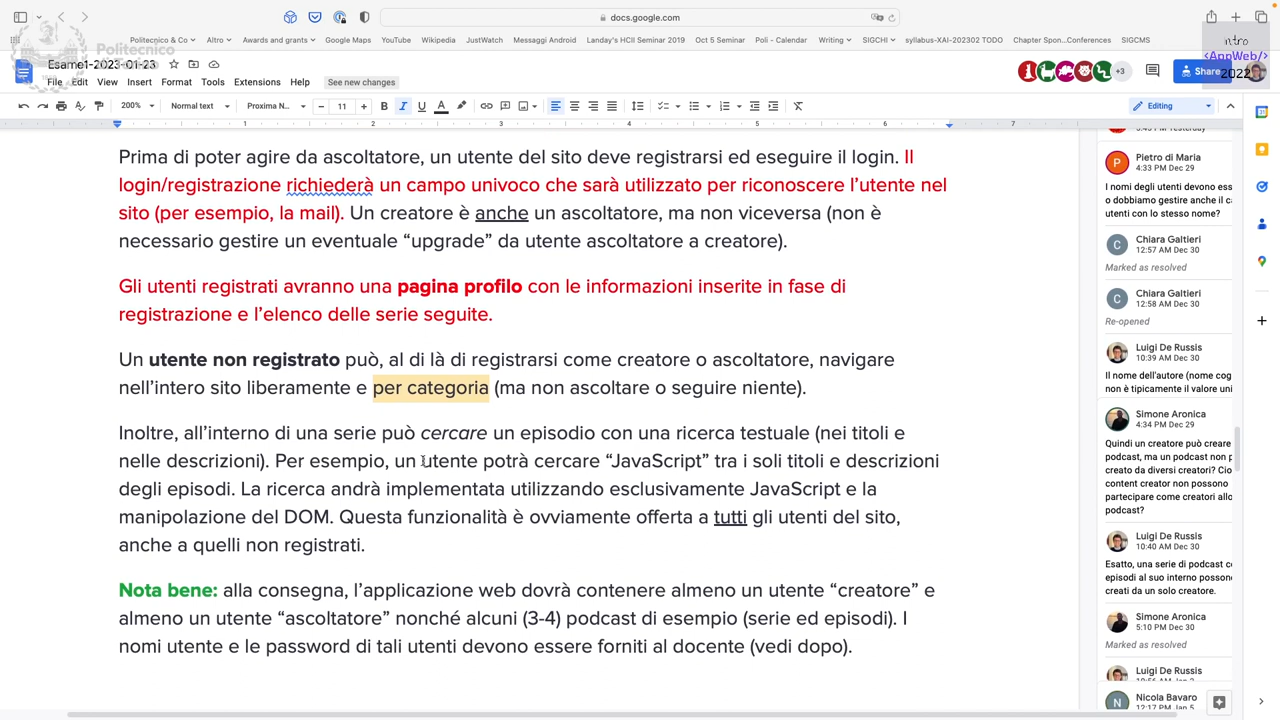 docs.google.com
Politecnico & Co
Altro
Awards and grants
Google Maps
YouTube
Wikipedia
JustWatch
Messaggi Android
Landay's HCII Seminar 2019
Oct 5 Seminar
Poli - Calendar
Writing
SIGCHI
syllabus-XAI-202302 TODO
Chapter Spon...Conferences
SIGCMS
Politecnico
intro
<AppWeb/>
2022
Esame1-2023-01-23
+3
Share
File Edit View Insert Format Tools Extensions Help
See new changes
200%
Normal text
Proxima N...
11
Editing
1 2 3 4 5 6 7
Prima di poter agire da ascoltatore, un utente del sito deve registrarsi ed eseguire il login. Il
login/registrazione richiederà un campo univoco che sarà utilizzato per riconoscere l'utente nel
sito (per esempio, la mail). Un creatore è anche un ascoltatore, ma non viceversa (non è
necessario gestire un eventuale “upgrade” da utente ascoltatore a creatore).
Gli utenti registrati avranno una pagina profilo con le informazioni inserite in fase di
registrazione e l'elenco delle serie seguite.
Un utente non registrato può, al di là di registrarsi come creatore o ascoltatore, navigare
nell'intero sito liberamente e per categoria (ma non ascoltare o seguire niente).
Inoltre, all'interno di una serie può cercare un episodio con una ricerca testuale (nei titoli e
nelle descrizioni). Per esempio, un utente potrà cercare “JavaScript” tra i soli titoli e descrizioni
degli episodi. La ricerca andrà implementata utilizzando esclusivamente JavaScript e la
manipolazione del DOM. Questa funzionalità è ovviamente offerta a tutti gli utenti del sito,
anche a quelli non registrati.
Nota bene: alla consegna, l'applicazione web dovrà contenere almeno un utente “creatore” e
almeno un utente “ascoltatore” nonché alcuni (3-4) podcast di esempio (serie ed episodi). I
nomi utente e le password di tali utenti devono essere forniti al docente (vedi dopo).
P
Pietro di Maria
4:33 PM Dec 29
I nomi degli utenti devono ess
o dobbiamo gestire anche il ca
utenti con lo stesso nome?
C
Chiara Galtieri
12:57 AM Dec 30
Marked as resolved
C
Chiara Galtieri
12:58 AM Dec 30
Re-opened
Luigi De Russis
10:39 AM Dec 30
Il nome dell'autore (nome cog
non è tipicamente il valore uni
Simone Aronica
4:34 PM Dec 29
Quindi un creatore può creare
podcast, ma un podcast non p
creato da diversi creatori? Cio
content creator non possono
partecipare come creatori allo
podcast?
Luigi De Russis
10:40 AM Dec 30
Esatto, una serie di podcast c
episodi al suo interno possono
creati da un solo creatore.
Simone Aronica
5:10 PM Dec 30
Marked as resolved
Luigi De Russis
N
Nicola Bavaro
12:17 PM Jan 5